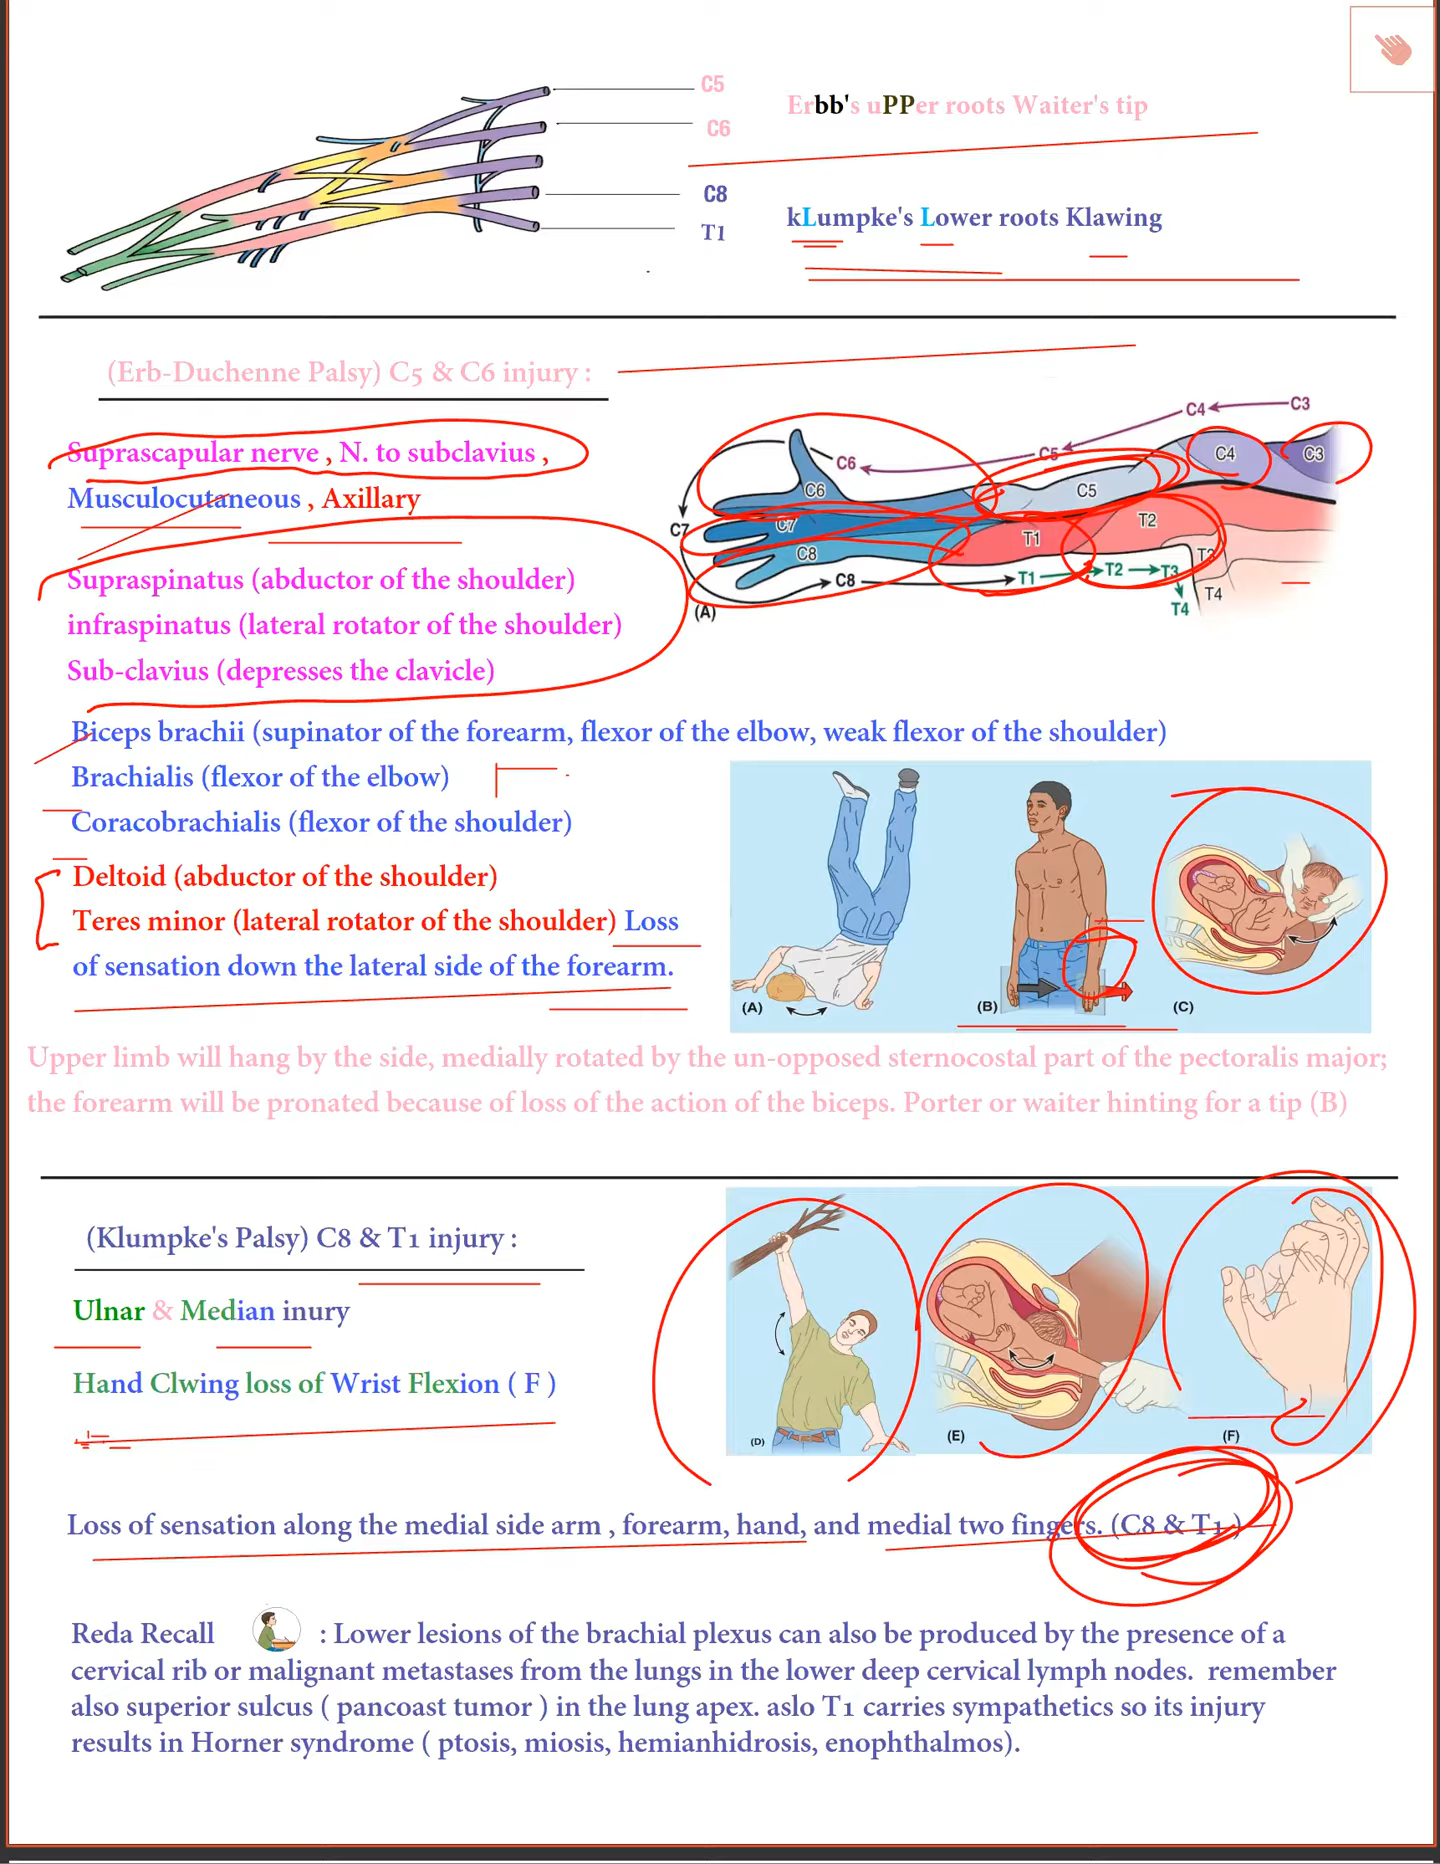 C5
Erbb's uPPer roots Waiter's tip
C6
C8
kLumpke's Lower roots Klawing
T1
(Erb-Duchenne Palsy) C5 & C6 injury :
Suprascapular nerve , N. to subclavius ,
Musculocutaneous , Axillary
Supraspinatus (abductor of the shoulder)
infraspinatus (lateral rotator of the shoulder)
Sub-clavius (depresses the clavicle)
C4 C3
C5 C4 C3
C6
C6 C5
C7 C7 T2
T1
C8 T3
C8 T1 T2 T3
(A) T4 T4
Biceps brachii (supinator of the forearm, flexor of the elbow, weak flexor of the shoulder)
Brachialis (flexor of the elbow)
Coracobrachialis (flexor of the shoulder)
Deltoid (abductor of the shoulder)
Teres minor (lateral rotator of the shoulder) Loss
of sensation down the lateral side of the forearm.
(A) (B) (C)
Upper limb will hang by the side, medially rotated by the un-opposed sternocostal part of the pectoralis major;
the forearm will be pronated because of loss of the action of the biceps. Porter or waiter hinting for a tip (B)
(Klumpke's Palsy) C8 & T1 injury :
Ulnar & Median inury
Hand Clwing loss of Wrist Flexion ( F )
(D) (E) (F)
Loss of sensation along the medial side arm , forearm, hand, and medial two fingers. (C8 & T1 )
Reda Recall : Lower lesions of the brachial plexus can also be produced by the presence of a
cervical rib or malignant metastases from the lungs in the lower deep cervical lymph nodes. remember
also superior sulcus ( pancoast tumor ) in the lung apex. aslo T1 carries sympathetics so its injury
results in Horner syndrome ( ptosis, miosis, hemianhidrosis, enophthalmos).